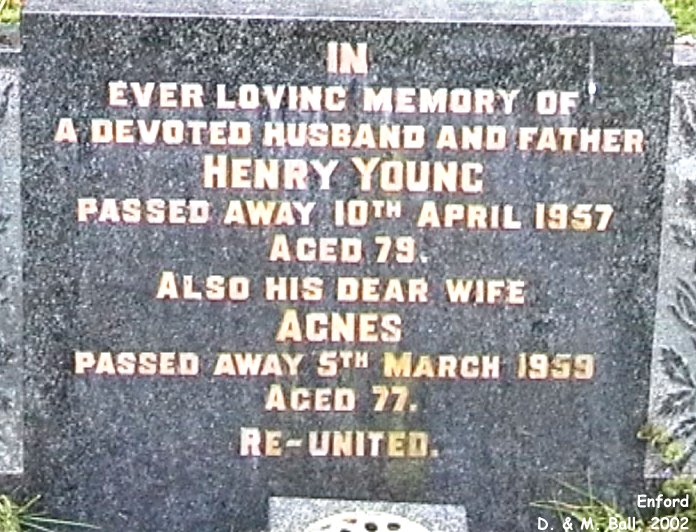 IN
EVER LOVING MEMORY OF
A DEVOTED HUSBAND AND FATHER
HENRY YOUNG
PASSED AWAY 10TH APRIL 1957
AGED 79.
ALSO HIS DEAR WIFE
AGNES
PASSED AWAY 5TH MARCH 1959
AGED 77.
RE-UNITED.
Enford
D. & M. Ball, 2002